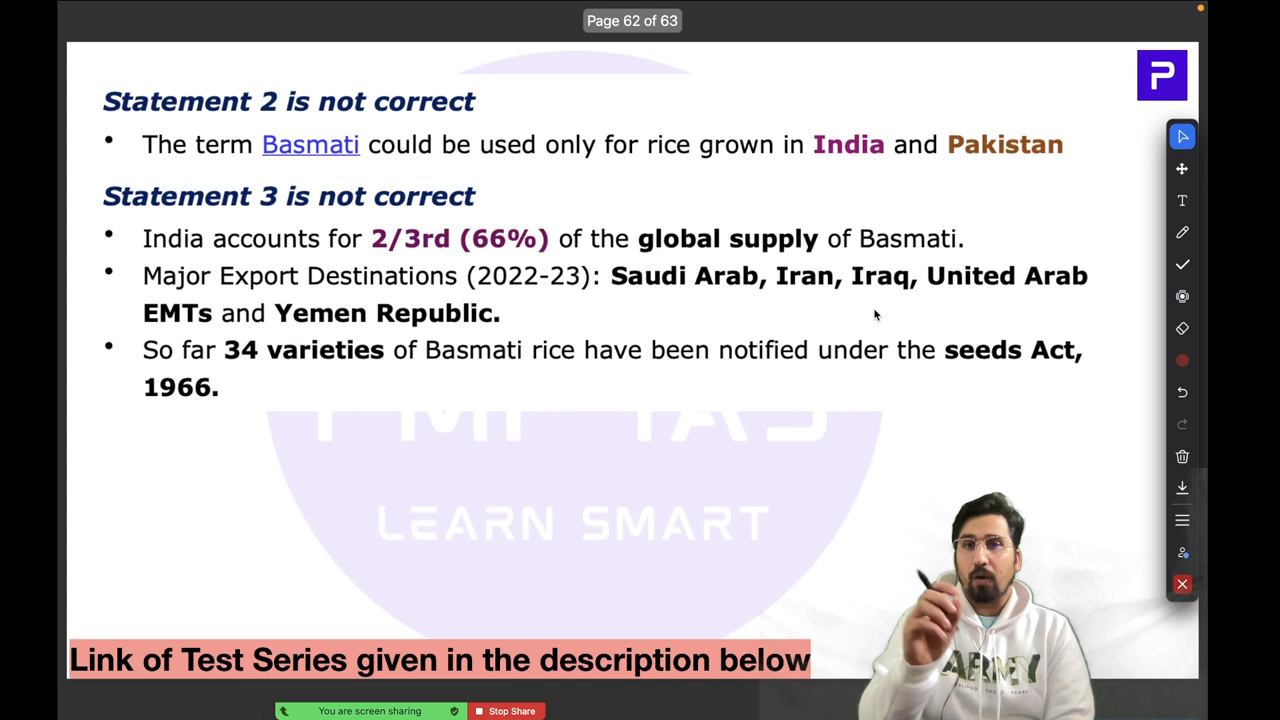 Page 62 of 63
P
Statement 2 is not correct
• The term Basmati could be used only for rice grown in India and Pakistan
Statement 3 is not correct
• India accounts for 2/3rd (66%) of the global supply of Basmati.
• Major Export Destinations (2022-23): Saudi Arab, Iran, Iraq, United Arab
EMTs and Yemen Republic.
• So far 34 varieties of Basmati rice have been notified under the seeds Act,
1966.
LEARN SMART
T
ARMY
Link of Test Series given in the description below
You are screen sharing
Stop Share